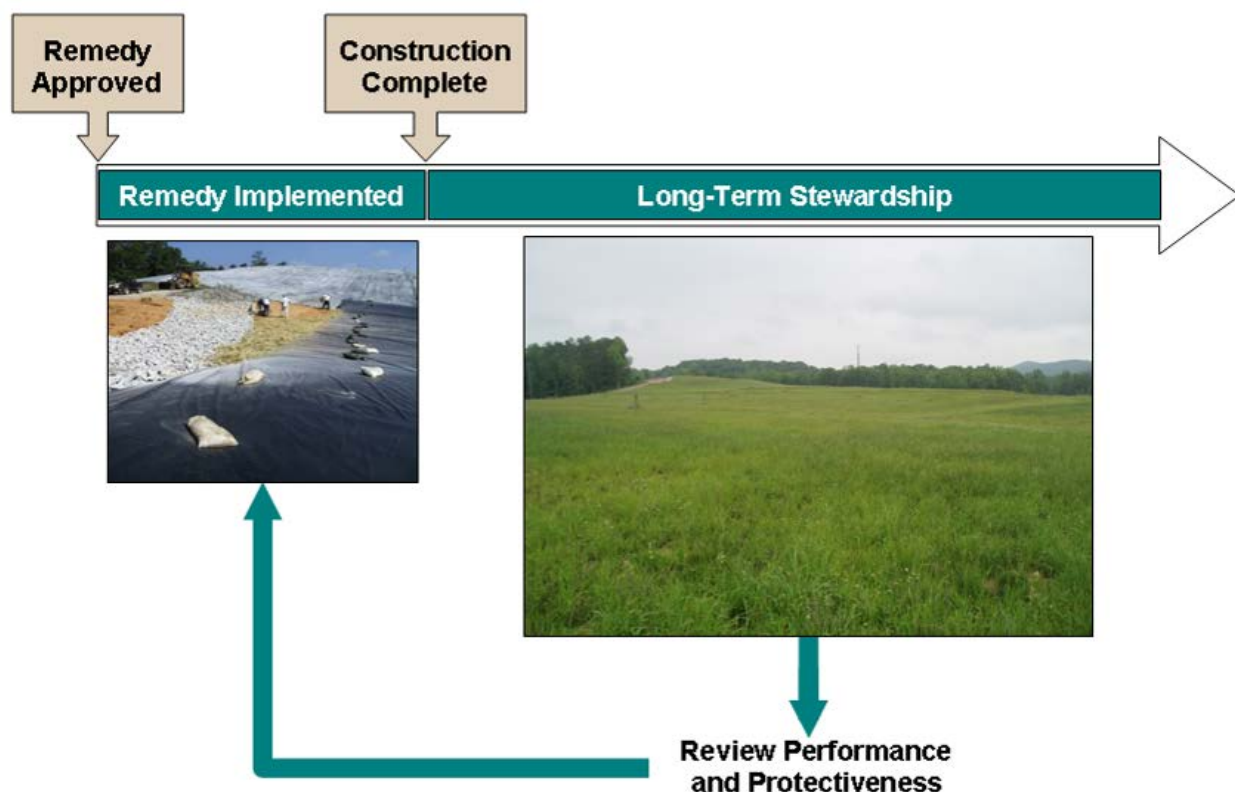 Remedy
Approved
Construction
Complete
Remedy Implemented
Long-Term Stewardship
Review Performance
and Protectiveness